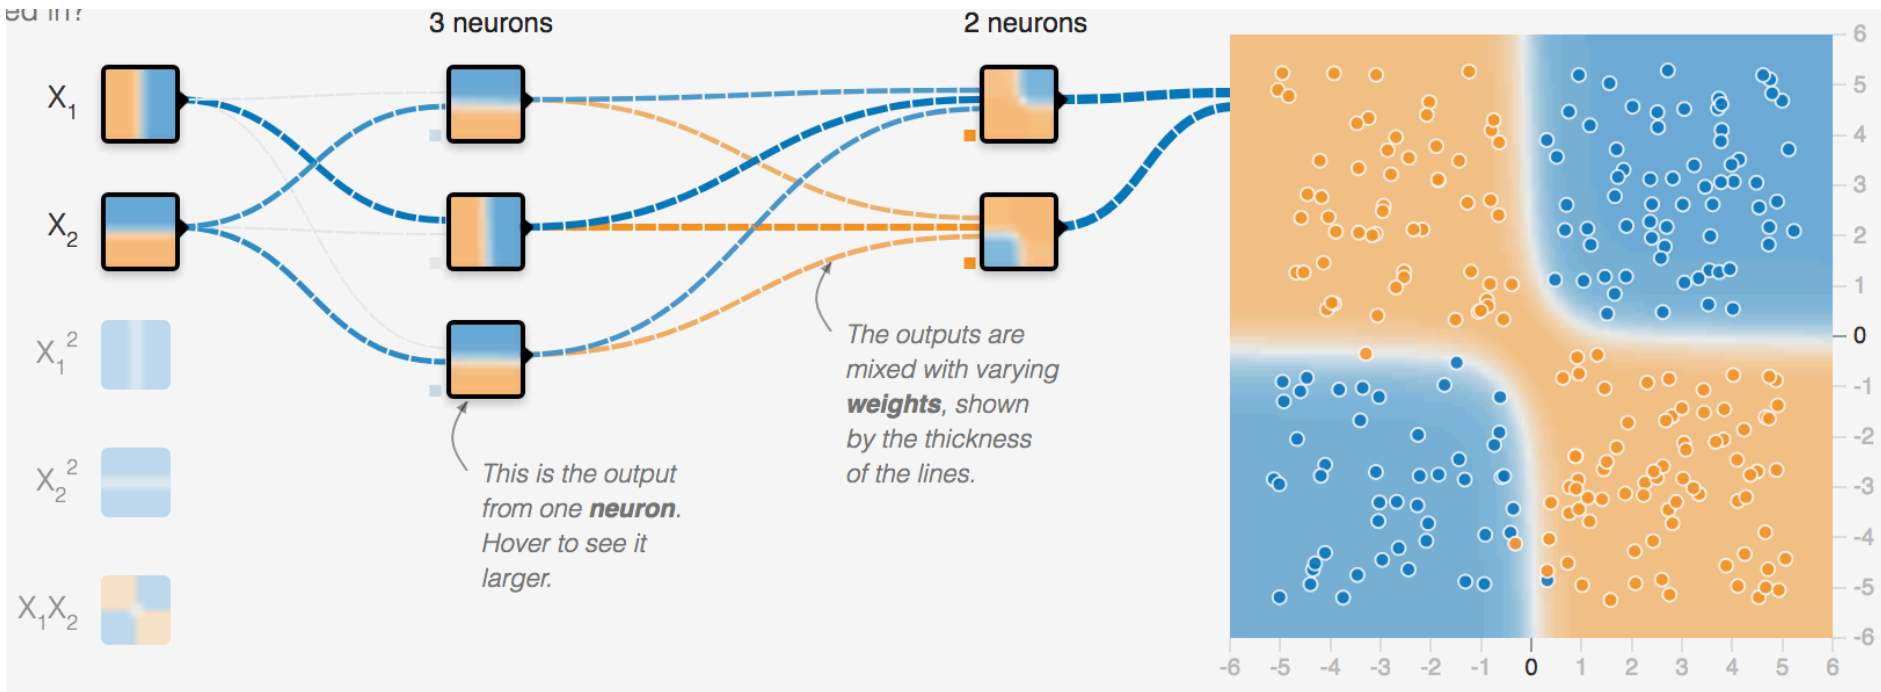 ed in?
3 neurons
2 neurons
X1
X2
X1 2
X2 2
X1X2
This is the output
from one neuron.
Hover to see it
larger.
The outputs are
mixed with varying
weights, shown
by the thickness
of the lines.
6
5
4
3
2
1
0
-1
-2
-3
-4
-5
-6
-6 -5 -4 -3 -2 -1 0 1 2 3 4 5 6